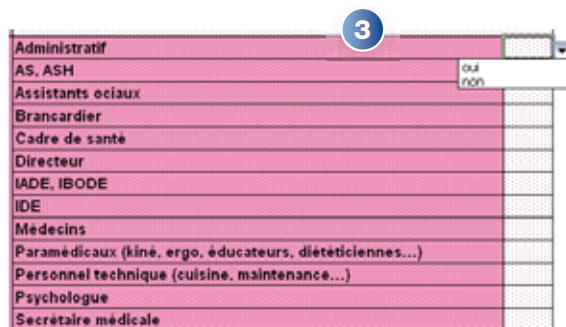 3
Administratif
oui
AS, ASH
non
Assistants ociaux
Brancardier
Cadre de santé
Directeur
IADE, IBODE
IDE
Médecins
Paramédicaux (kiné, ergo, éducateurs, diététiciennes...)
Personnel technique (cuisine, maintenance...)
Psychologue
Secrétaire médicale